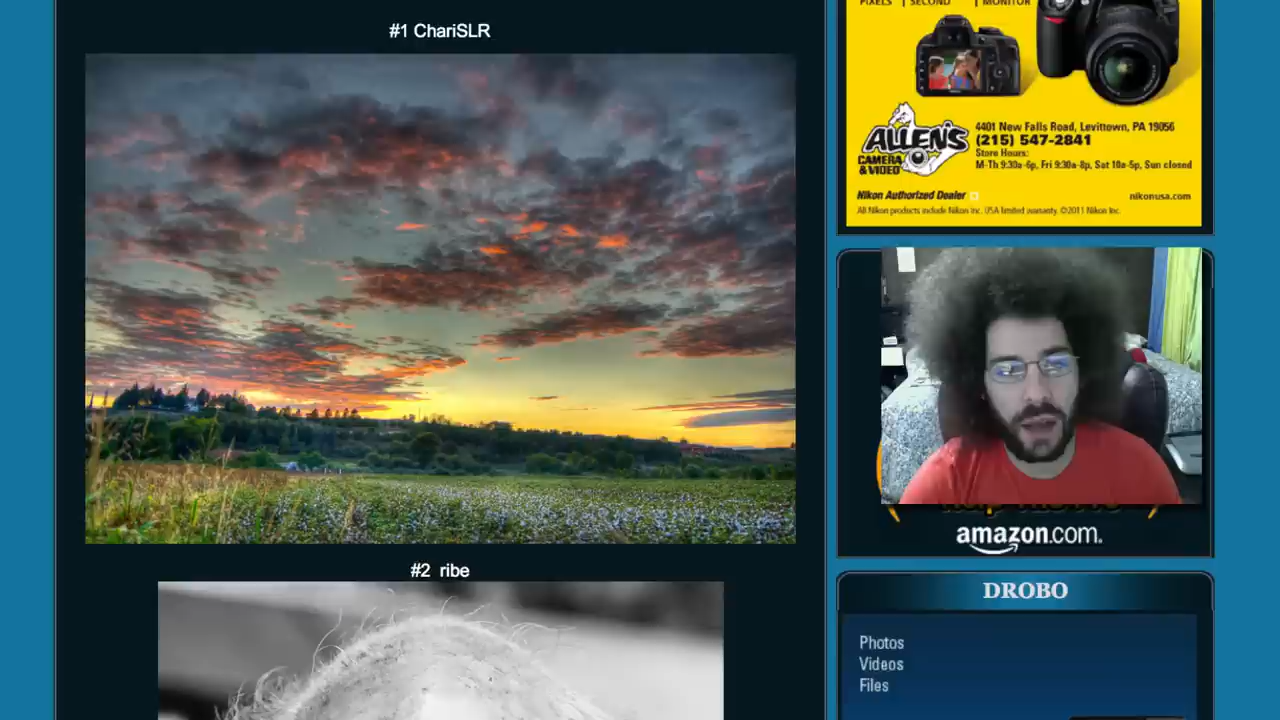 #1 ChariSLR
PIXELS | SECOND | MONITOR
ALLEN'S
CAMERA
& VIDEO
4401 New Falls Road, Levittown, PA 19056
(215) 547-2841
Store Hours:
M-Th 9:30a-6p, Fri 9:30a-8p, Sat 10a-5p, Sun closed
Nikon Authorized Dealer
nikonusa.com
All Nikon products include Nikon Inc. USA limited warranty. ©2011 Nikon Inc.
amazon.com.
#2 ribe
DROBO
Photos
Videos
Files